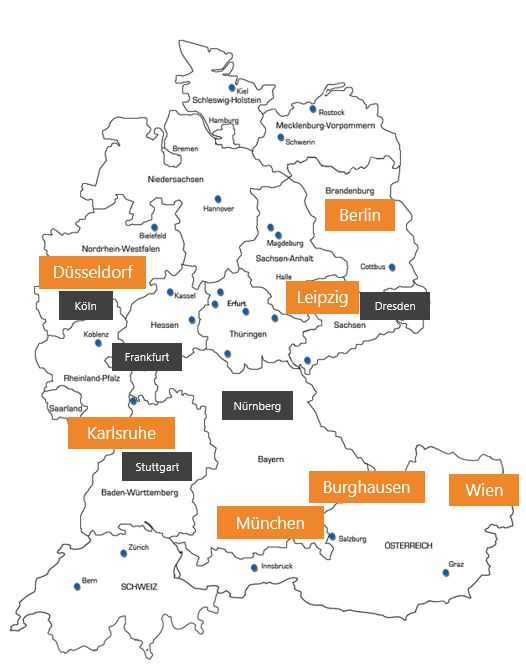 Kiel
Schleswig-Holstein
Rostock
Hamburg
Mecklenburg-Vorpommern
Schwerin
Bremen
Niedersachsen
Brandenburg
Hannover
Berlin
Bielefeld
Magdeburg
Nordrhein-Westfalen
Sachsen-Anhalt
Cottbus
Düsseldorf
Halle
Kassel
Leipzig
Köln
Erfurt
Dresden
Hessen
Sachsen
Thüringen
Koblenz
Frankfurt
Rheinland-Pfalz
Nürnberg
Saarland
Karlsruhe
Stuttgart
Bayern
Burghausen
Wien
Baden-Württemberg
München
Salzburg
ÖSTERREICH
Zürich
Innsbruck
Graz
Bern
SCHWEIZ